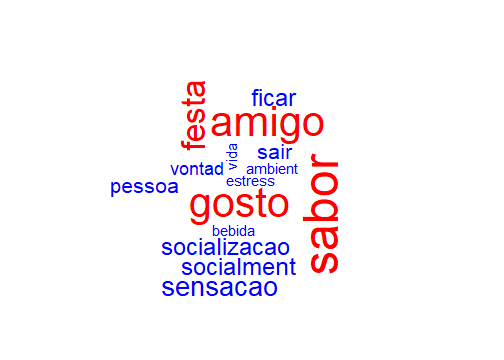 festa
ficar
amigo
vida
sair
vontad
ambient
estress
pessoa
gosto
sabor
bebida
socializacao
socialment
sensacao